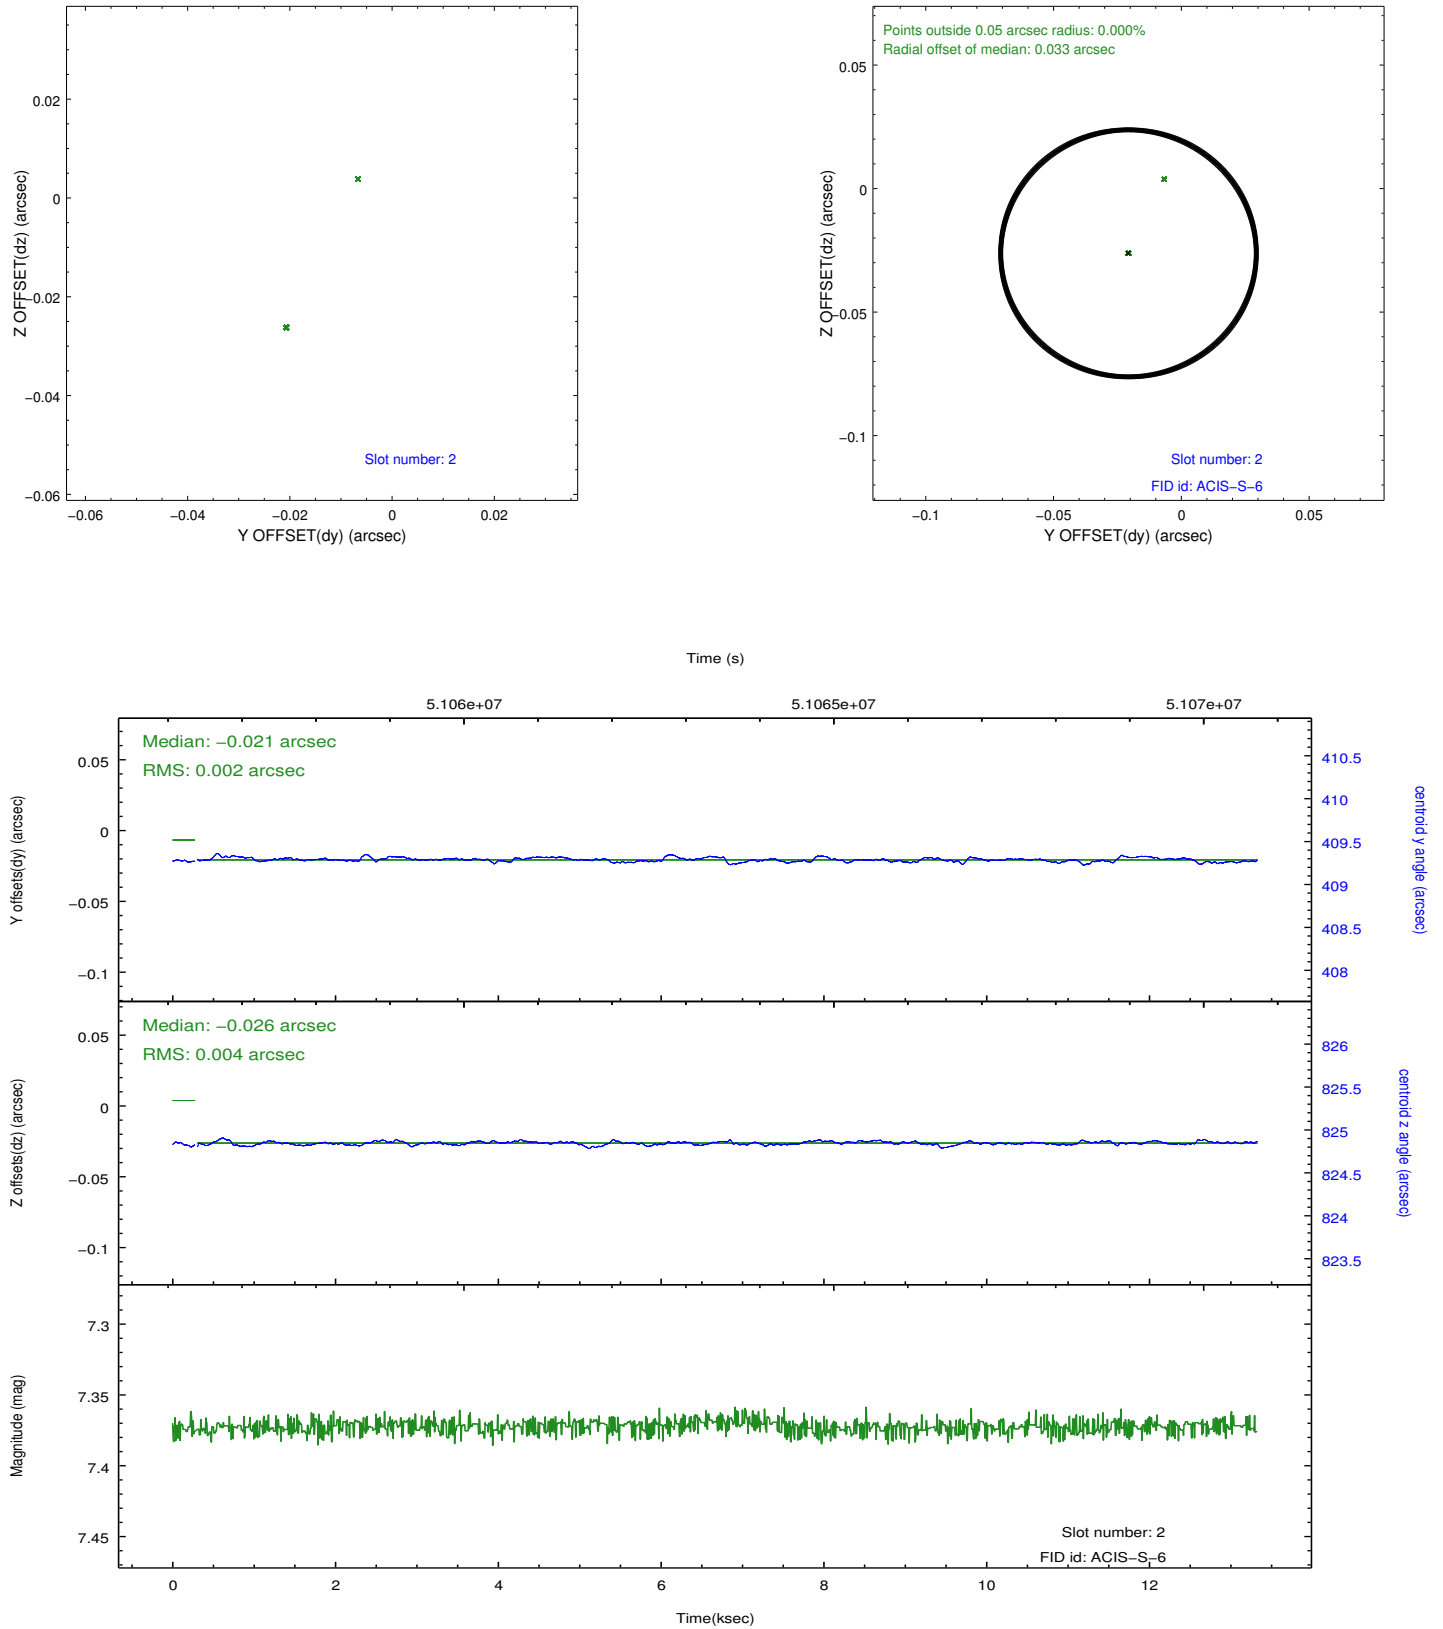 0.02
0
−0.02
−0.04
−0.06
Z OFFSET(dz) (arcsec)
−0.06
−0.04
−0.02
0
0.02
Y OFFSET(dy) (arcsec)
Slot number: 2
Points outside 0.05 arcsec radius: 0.000%
Radial offset of median: 0.033 arcsec
0.05
0
−0.05
−0.1
Z OFFSET(dz) (arcsec)
−0.1
−0.05
0
0.05
Y OFFSET(dy) (arcsec)
Slot number: 2
FID id: ACIS−S−6
Time (s)
5.106e+07
5.1065e+07
5.107e+07
Median: −0.021 arcsec
RMS: 0.002 arcsec
0.05
0
−0.05
−0.1
Y offsets(dy) (arcsec)
410.5
410
409.5
409
408.5
408
centroid y angle (arcsec)
Median: −0.026 arcsec
RMS: 0.004 arcsec
0.05
0
−0.05
−0.1
Z offsets(dz) (arcsec)
826
825.5
825
824.5
824
823.5
centroid z angle (arcsec)
7.3
7.35
7.4
7.45
Magnitude (mag)
Slot number: 2
FID id: ACIS−S−6
0
2
4
6
8
10
12
Time(ksec)